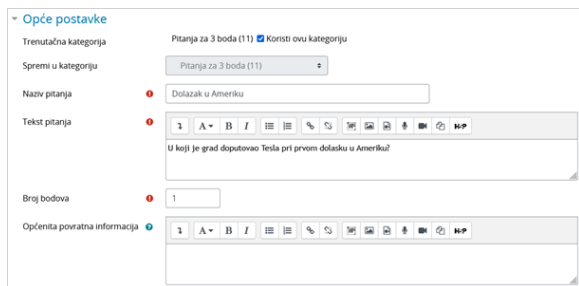 Opće postavke
Trenutačna kategorija Pitanja za 3 boda (11) Koristi ovu kategoriju
Spremi u kategoriju Pitanja za 3 boda (11)
Naziv pitanja Dolazak u Ameriku
Tekst pitanja
A B I H-P
U koji je grad doputovao Tesla pri prvom dolasku u Ameriku?
Broj bodova 1
Općenita povratna informacija
A B I H-P